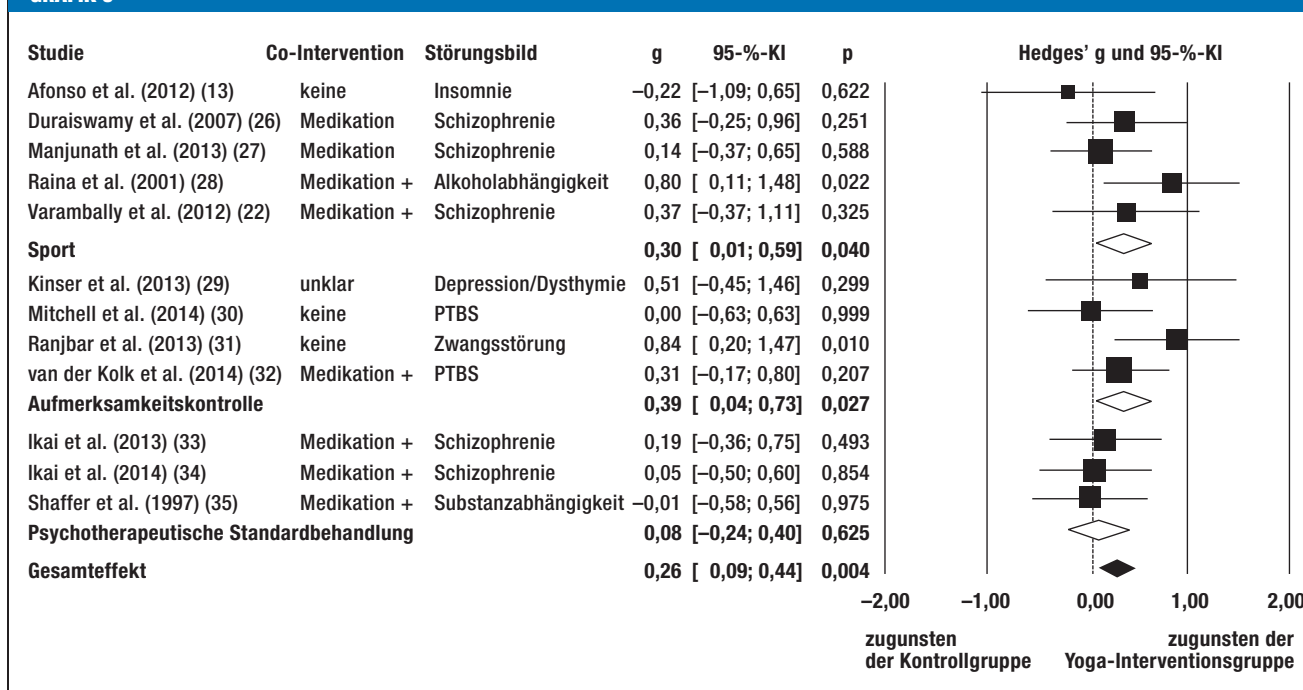 Studie Co-Intervention Störungsbild g 95-%-KI p Hedges’ g und 95-%-KI
Afonso et al. (2012) (13) keine Insomnie –0,22 [–1,09; 0,65] 0,622
Duraiswamy et al. (2007) (26) Medikation Schizophrenie 0,36 [–0,25; 0,96] 0,251
Manjunath et al. (2013) (27) Medikation Schizophrenie 0,14 [–0,37; 0,65] 0,588
Raina et al. (2001) (28) Medikation + Alkoholabhängigkeit 0,80 [ 0,11; 1,48] 0,022
Varambally et al. (2012) (22) Medikation + Schizophrenie 0,37 [–0,37; 1,11] 0,325
Sport 0,30 [ 0,01; 0,59] 0,040
Kinser et al. (2013) (29) unklar Depression/Dysthymie 0,51 [–0,45; 1,46] 0,299
Mitchell et al. (2014) (30) keine PTBS 0,00 [–0,63; 0,63] 0,999
Ranjbar et al. (2013) (31) keine Zwangsstörung 0,84 [ 0,20; 1,47] 0,010
van der Kolk et al. (2014) (32) Medikation + PTBS 0,31 [–0,17; 0,80] 0,207
Aufmerksamkeitskontrolle 0,39 [ 0,04; 0,73] 0,027
Ikai et al. (2013) (33) Medikation + Schizophrenie 0,19 [–0,36; 0,75] 0,493
Ikai et al. (2014) (34) Medikation + Schizophrenie 0,05 [–0,50; 0,60] 0,854
Shaffer et al. (1997) (35) Medikation + Substanzabhängigkeit –0,01 [–0,58; 0,56] 0,975
Psychotherapeutische Standardbehandlung 0,08 [–0,24; 0,40] 0,625
Gesamteffekt 0,26 [ 0,09; 0,44] 0,004
–2,00 –1,00 0,00 1,00 2,00
zugunsten zugunsten der
der Kontrollgruppe Yoga-Interventionsgruppe